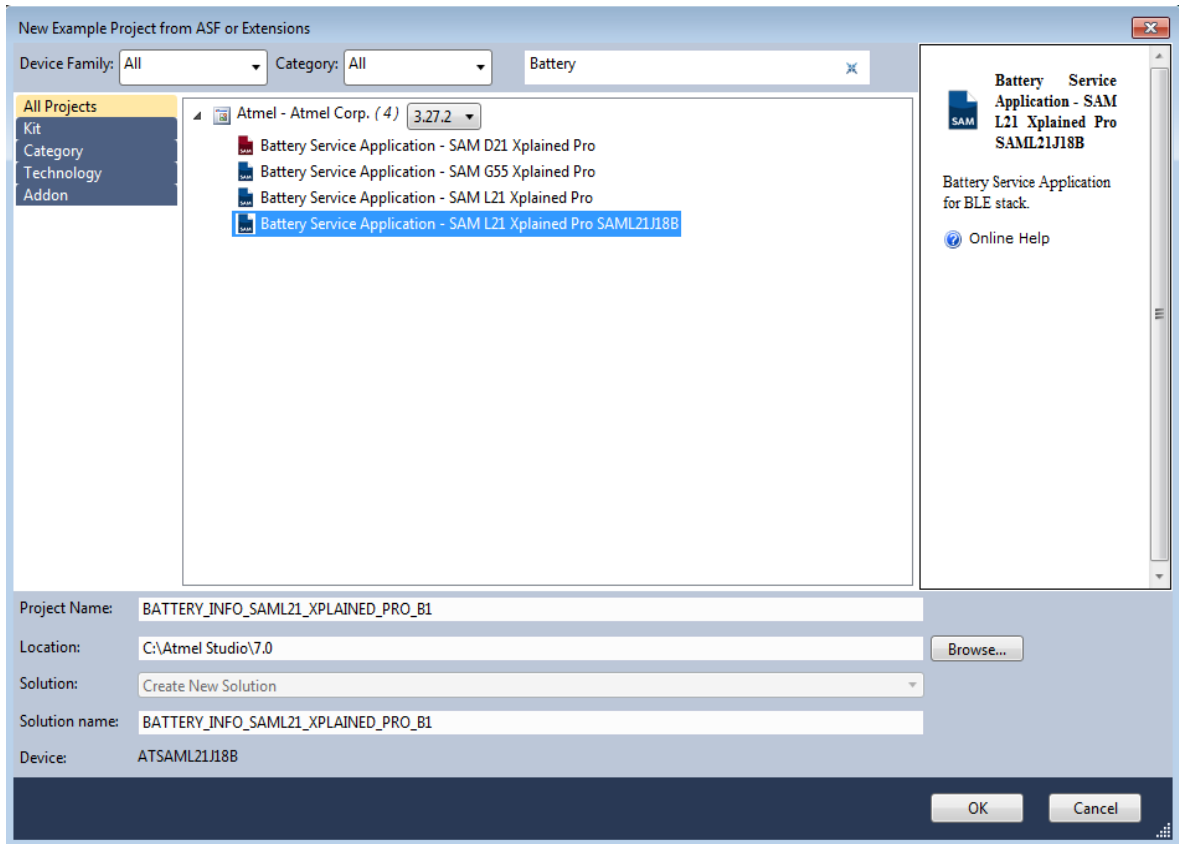 New Example Project from ASF or Extensions
Device Family: All Category: All Battery
All Projects
Kit
Category
Technology
Addon
Atmel - Atmel Corp. (4) 3.27.2
Battery Service Application - SAM D21 Xplained Pro
Battery Service Application - SAM G55 Xplained Pro
Battery Service Application - SAM L21 Xplained Pro
Battery Service Application - SAM L21 Xplained Pro SAML21J18B
SAM
Battery Service
Application - SAM
L21 Xplained Pro
SAML21J18B
Battery Service Application
for BLE stack.
Online Help
Project Name: BATTERY_INFO_SAML21_XPLAINED_PRO_B1
Location: C:\Atmel Studio\7.0 Browse...
Solution: Create New Solution
Solution name: BATTERY_INFO_SAML21_XPLAINED_PRO_B1
Device: ATSAML21J18B
OK Cancel